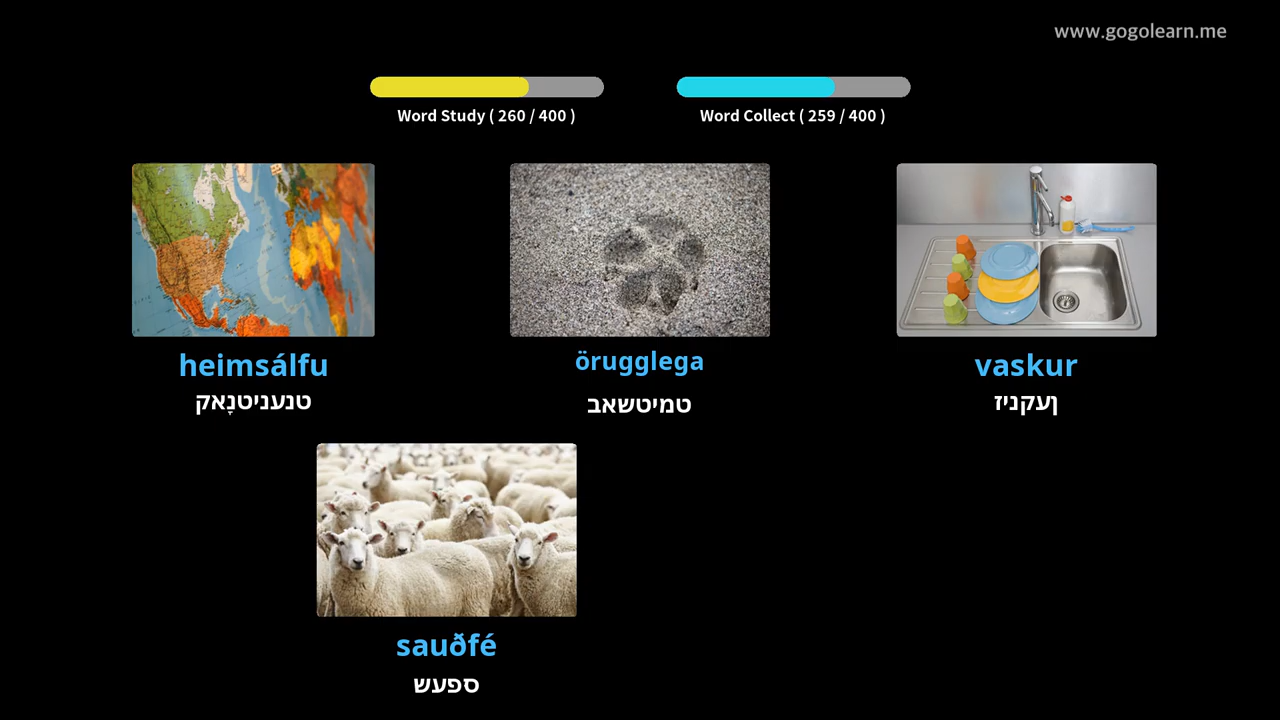 www.gogolearn.me
Word Study ( 260 / 400 )
Word Collect ( 259 / 400 )
heimsálfu
טנעניטנָאק
örugglega
טמיטשאב
vaskur
ןעקניז
sauðfé
ספעש